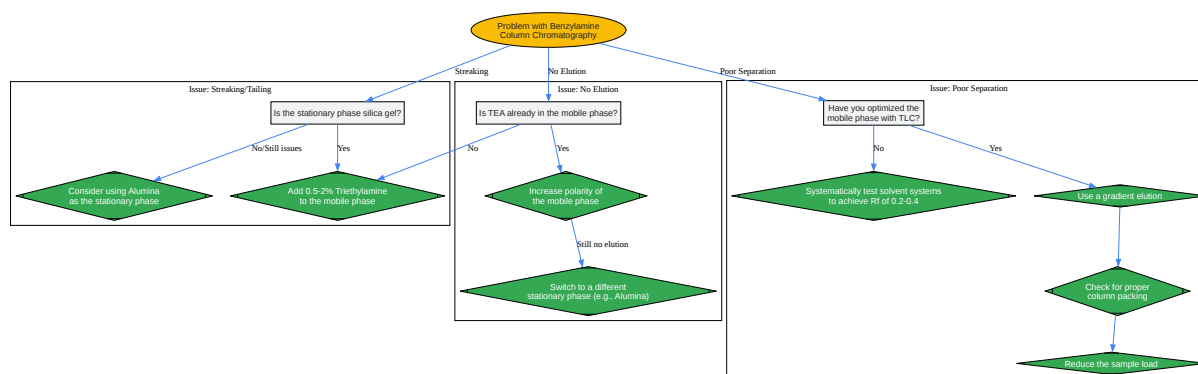 Problem with Benzylamine
Column Chromatography
Streaking
No Elution
Poor Separation
Issue: Streaking/Tailing
Is the stationary phase silica gel?
No/Still issues
Yes
Consider using Alumina
as the stationary phase
Add 0.5-2% Triethylamine
to the mobile phase
Issue: No Elution
Is TEA already in the mobile phase?
No
Yes
Increase polarity of
the mobile phase
Still no elution
Switch to a different
stationary phase (e.g., Alumina)
Issue: Poor Separation
Have you optimized the
mobile phase with TLC?
No
Yes
Systematically test solvent systems
to achieve Rf of 0.2-0.4
Use a gradient elution
Check for proper
column packing
Reduce the sample load